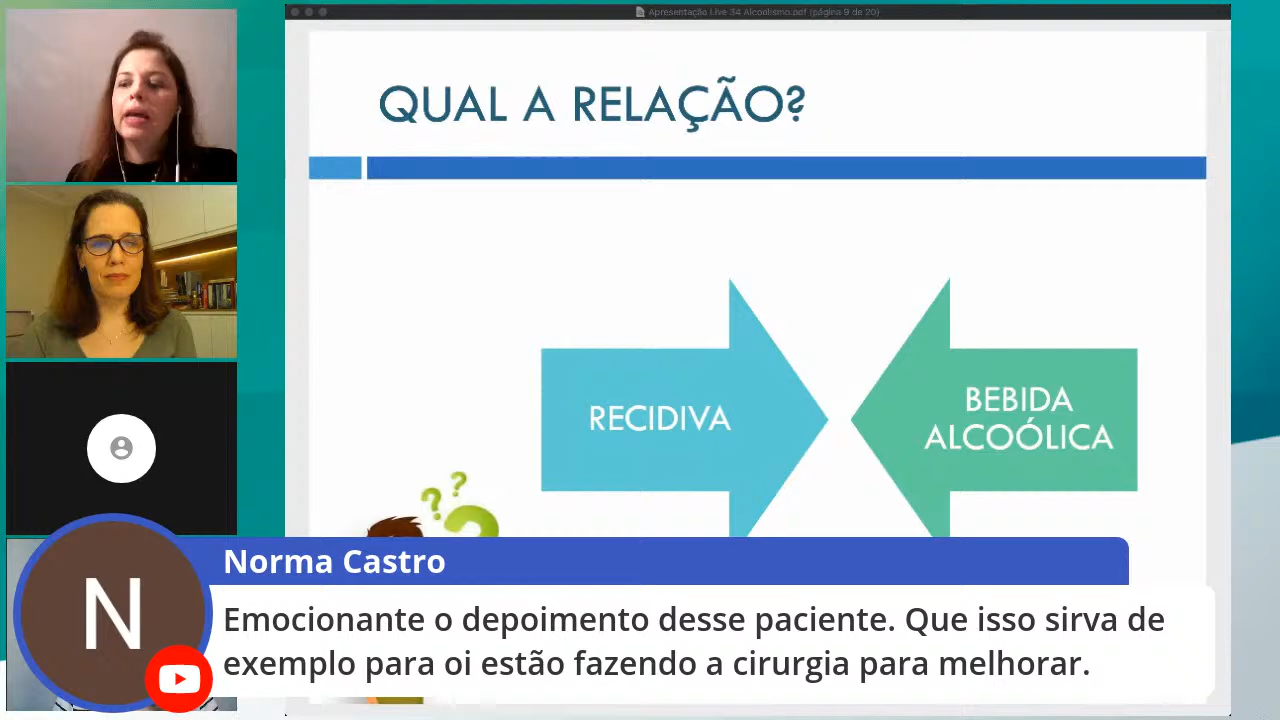 Apresentação Live 34 Alcoolismo.pdf (página 9 de 20)
QUAL A RELAÇÃO?
RECIDIVA
BEBIDA
ALCOÓLICA
? ? ?
N
Norma Castro
Emocionante o depoimento desse paciente. Que isso sirva de
exemplo para oi estão fazendo a cirurgia para melhorar.